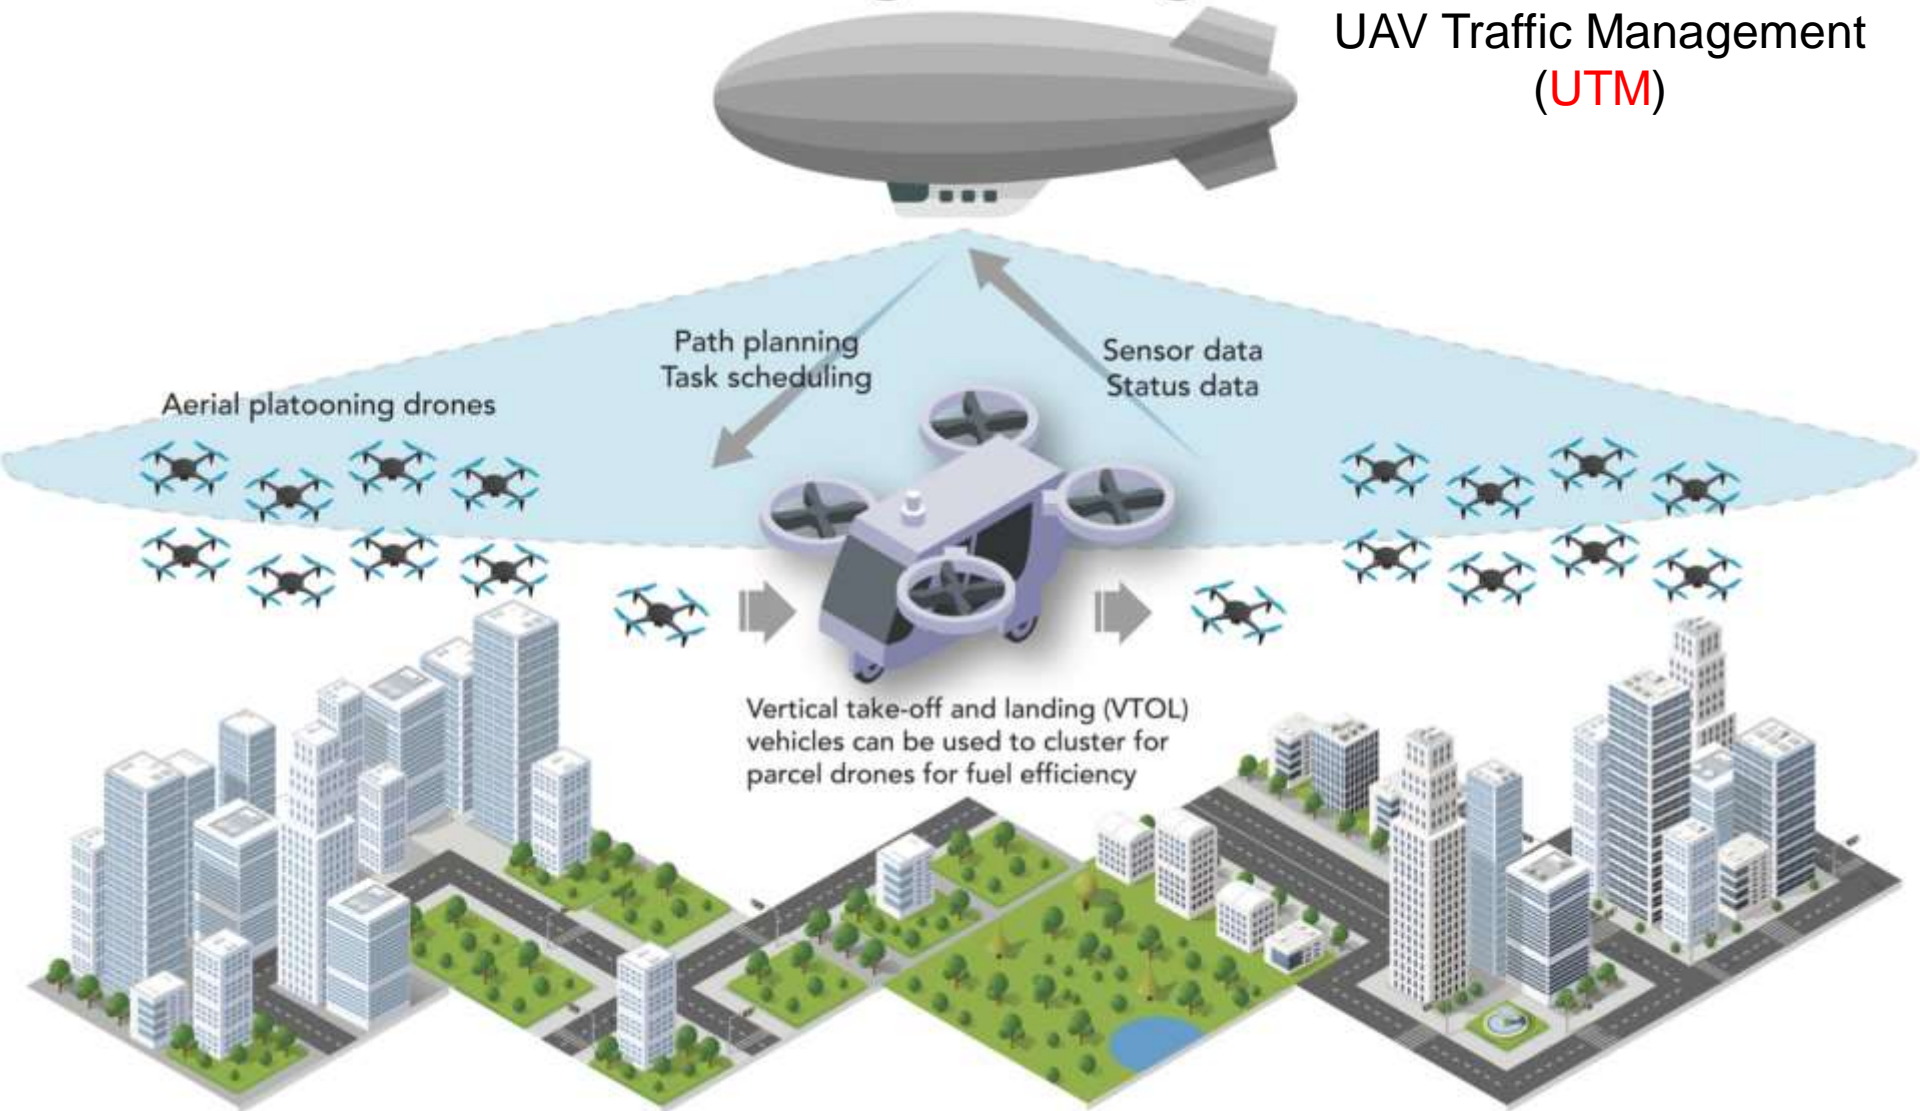 UAV Traffic Management
(UTM)
Path planning
Task scheduling
Sensor data
Status data
Aerial platooning drones
Vertical take-off and landing (VTOL)
vehicles can be used to cluster for
parcel drones for fuel efficiency